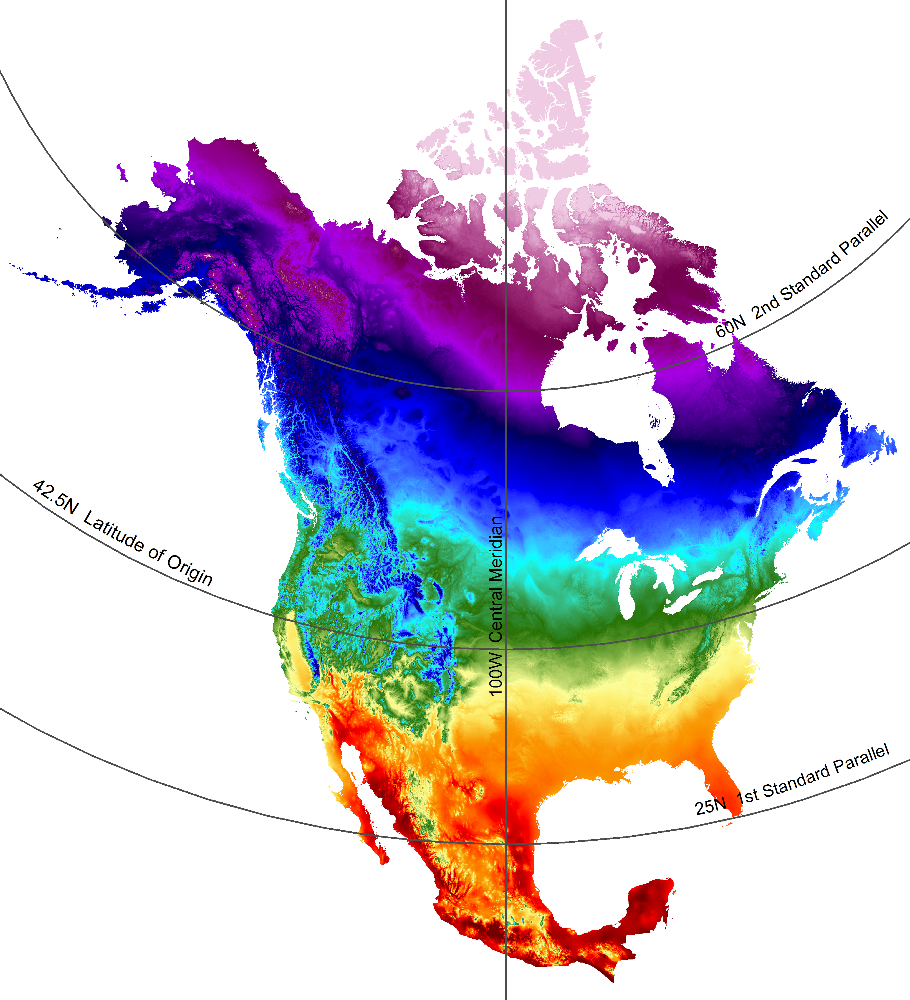 60N  2nd Standard Parallel
42.5N  Latitude of Origin
100W  Central Meridian
25N  1st Standard Parallel